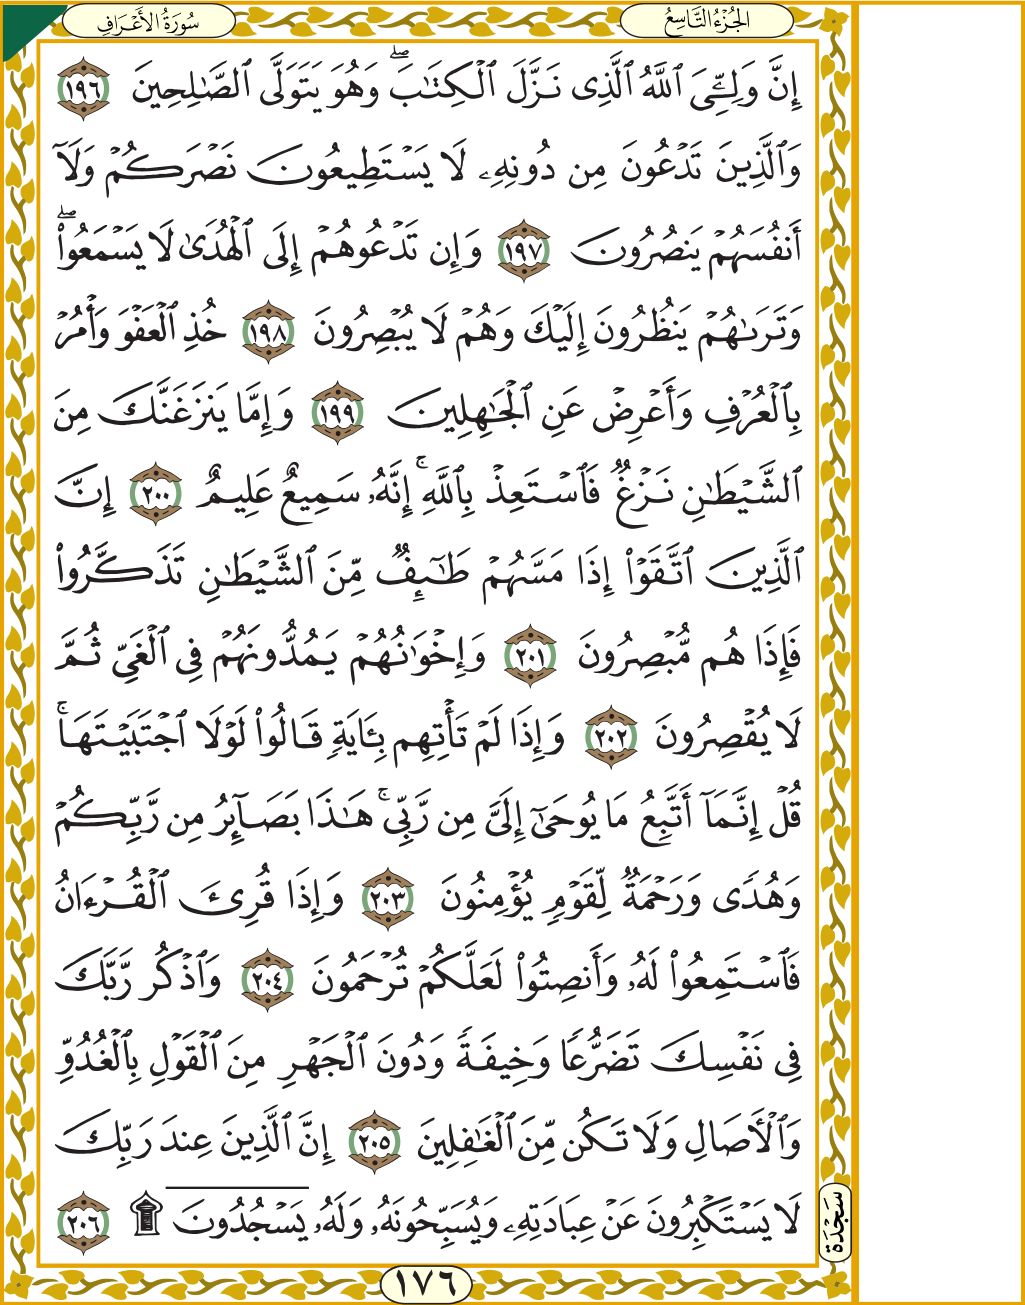 الجُزْءُ التَّاسِعُ
سُورَةُ الأَعْرَافِ
إِنَّ وَلِـِّۧيَ ٱللَّهُ ٱلَّذِى نَزَّلَ ٱلْكِتَٰبَ ۖ وَهُوَ يَتَوَلَّى ٱلصَّٰلِحِينَ ١٩٦
وَٱلَّذِينَ تَدْعُونَ مِن دُونِهِۦ لَا يَسْتَطِيعُونَ نَصْرَكُمْ وَلَآ
أَنفُسَهُمْ يَنصُرُونَ ١٩٧ وَإِن تَدْعُوهُمْ إِلَى ٱلْهُدَىٰ لَا يَسْمَعُوا۟ ۖ
وَتَرَىٰهُمْ يَنظُرُونَ إِلَيْكَ وَهُمْ لَا يُبْصِرُونَ ١٩٨ خُذِ ٱلْعَفْوَ وَأْمُرْ
بِٱلْعُرْفِ وَأَعْرِضْ عَنِ ٱلْجَٰهِلِينَ ١٩٩ وَإِمَّا يَنزَغَنَّكَ مِنَ
ٱلشَّيْطَٰنِ نَزْغٌ فَٱسْتَعِذْ بِٱللَّهِ ۚ إِنَّهُۥ سَمِيعٌ عَلِيمٌ ٢٠٠ إِنَّ
ٱلَّذِينَ ٱتَّقَوْا۟ إِذَا مَسَّهُمْ طَٰٓئِفٌ مِّنَ ٱلشَّيْطَٰنِ تَذَكَّرُوا۟
فَإِذَا هُم مُّبْصِرُونَ ٢٠١ وَإِخْوَٰنُهُمْ يَمُدُّونَهُمْ فِى ٱلْغَىِّ ثُمَّ
لَا يُقْصِرُونَ ٢٠٢ وَإِذَا لَمْ تَأْتِهِم بِـَٔايَةٍ قَالُوا۟ لَوْلَا ٱجْتَبَيْتَهَا ۚ
قُلْ إِنَّمَآ أَتَّبِعُ مَا يُوحَىٰٓ إِلَىَّ مِن رَّبِّى ۚ هَٰذَا بَصَآئِرُ مِن رَّبِّكُمْ
وَهُدًى وَرَحْمَةٌ لِّقَوْمٍ يُؤْمِنُونَ ٢٠٣ وَإِذَا قُرِئَ ٱلْقُرْءَانُ
فَٱسْتَمِعُوا۟ لَهُۥ وَأَنصِتُوا۟ لَعَلَّكُمْ تُرْحَمُونَ ٢٠٤ وَٱذْكُر رَّبَّكَ
فِى نَفْسِكَ تَضَرُّعًا وَخِيفَةً وَدُونَ ٱلْجَهْرِ مِنَ ٱلْقَوْلِ بِٱلْغُدُوِّ
وَٱلْأَصَالِ وَلَا تَكُن مِّنَ ٱلْغَٰفِلِينَ ٢٠٥ إِنَّ ٱلَّذِينَ عِندَ رَبِّكَ
لَا يَسْتَكْبِرُونَ عَنْ عِبَادَتِهِۦ وَيُسَبِّحُونَهُۥ وَلَهُۥ يَسْجُدُونَ ۩ ٢٠٦
سَجْدَة
١٧٦